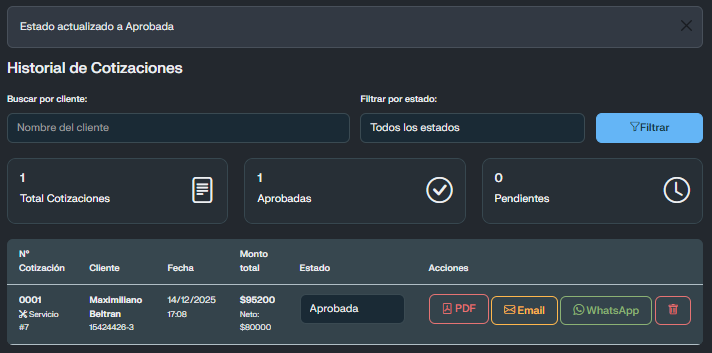 Estado actualizado a Aprobada
Historial de Cotizaciones
Buscar por cliente:
Filtrar por estado:
Nombre del cliente
Todos los estados
Filtrar
1
Total Cotizaciones
1
Aprobadas
0
Pendientes
N°
Cotización
Cliente
Fecha
Monto
total
Estado
Acciones
0001
Servicio
#7
Maximiliano
Beltran
15424426-3
14/12/2025
17:08
$95200
Neto:
$80000
Aprobada
PDF
Email
WhatsApp